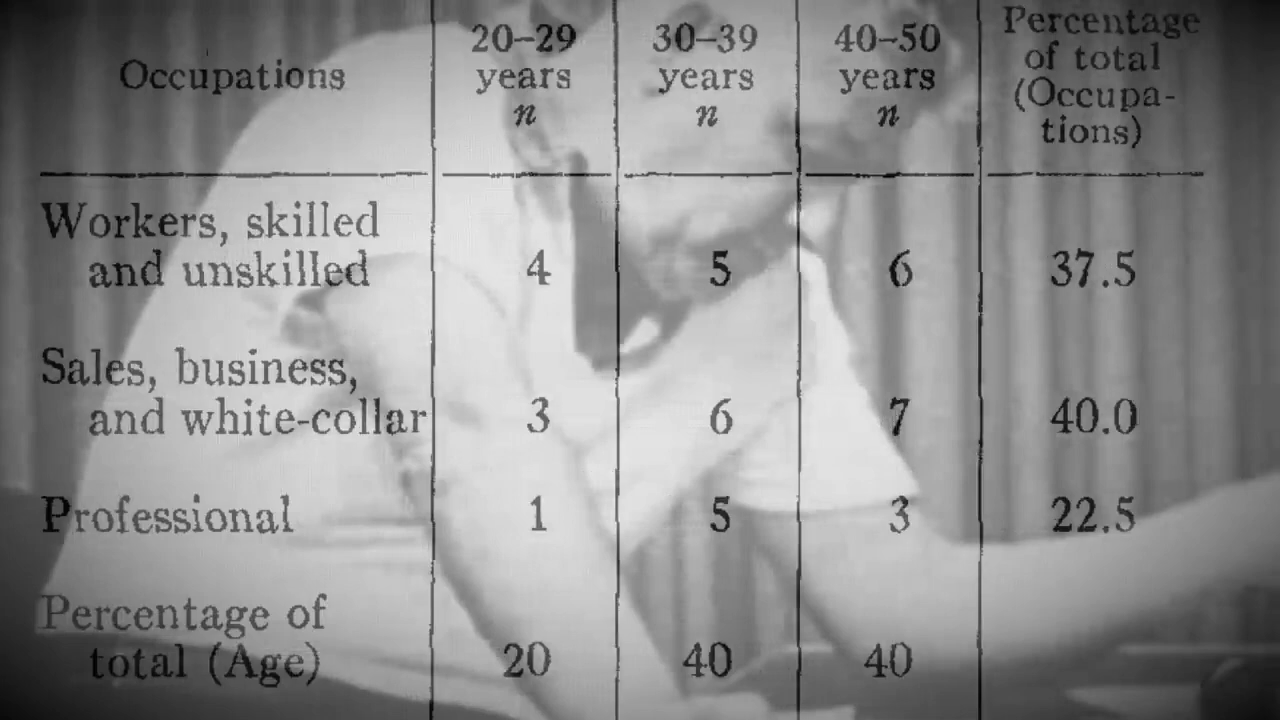 Occupations 20–29 years n 30–39 years n 40–50 years n Percentage of total (Occupa-tions)
Workers, skilled
and unskilled 4 5 6 37.5
Sales, business,
and white-collar 3 6 7 40.0
Professional 1 5 3 22.5
Percentage of
total (Age) 20 40 40